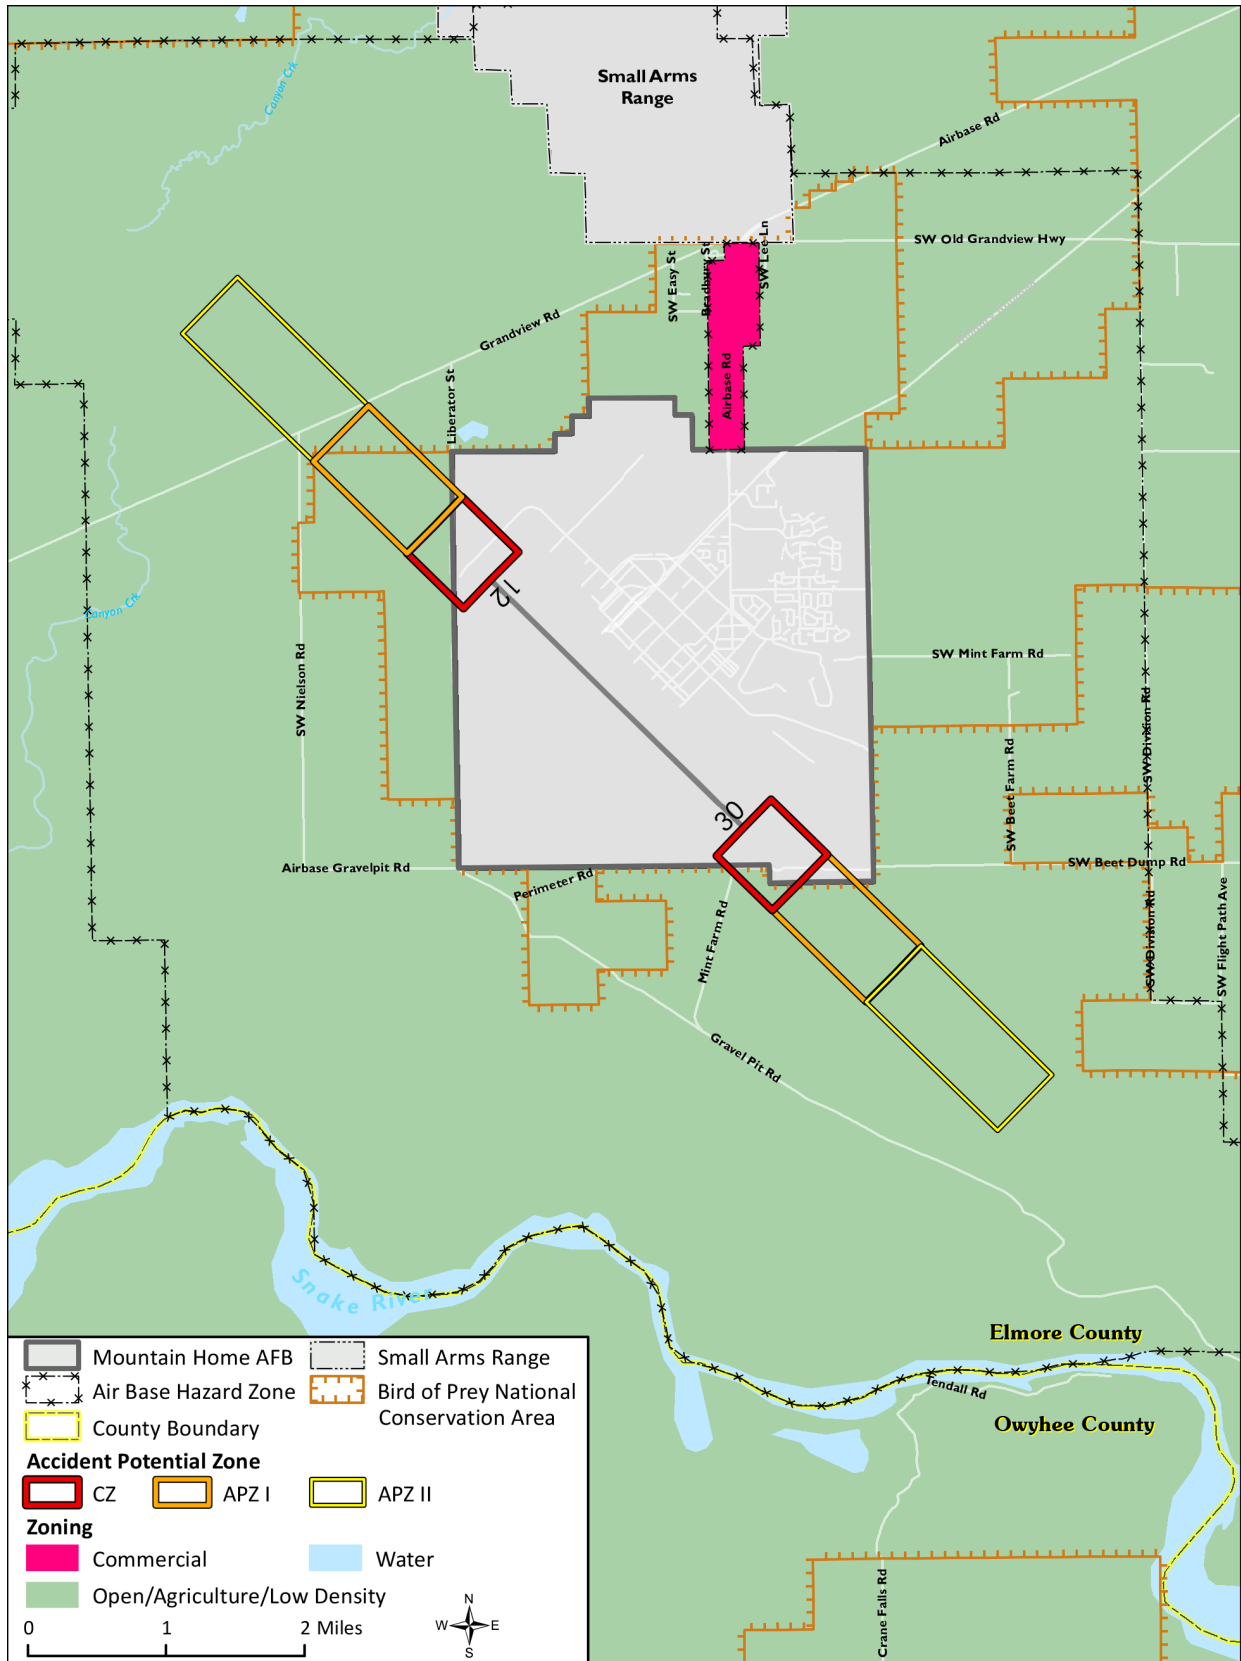 Small Arms
Range
Canyon Crk
Airbase Rd
SW Old Grandview Hwy
SW Lee Ln
Bradbury St
SW Easy St
Grandview Rd
Airbase Rd
Liberator St
12
Canyon Crk
SW Nielson Rd
SW Mint Farm Rd
SW Division Rd
SW Beet Farm Rd
30
Airbase Gravelpit Rd
Perimeter Rd
SW Beet Dump Rd
Mint Farm Rd
SW Division Rd
SW Flight Path Ave
Gravel Pit Rd
Snake River
Elmore County
Tendall Rd
Owyhee County
Crane Falls Rd
Mountain Home AFB
Small Arms Range
Air Base Hazard Zone
Bird of Prey National
Conservation Area
County Boundary
Accident Potential Zone
CZ
APZ I
APZ II
Zoning
Commercial
Water
Open/Agriculture/Low Density
0 1 2 Miles
N
W E
S